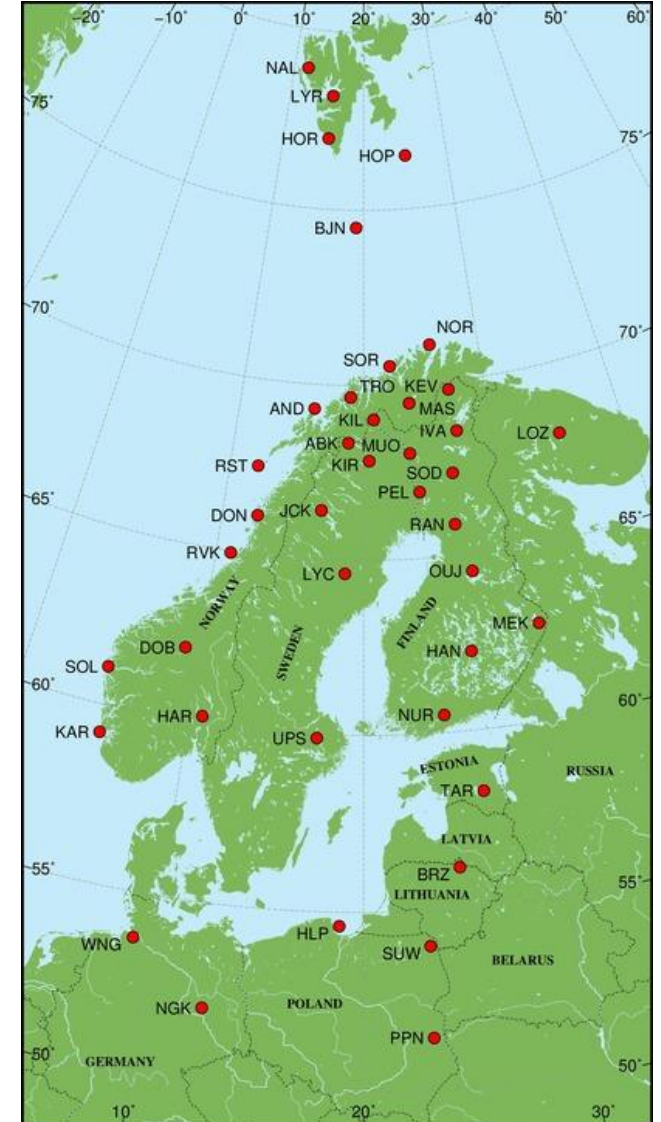 -20° -10° 0° 10° 20° 30° 40° 50° 60°
NAL
LYR
75°
HOR
75°
HOP
BJN
70°
NOR
70°
SOR
TRO KEV
AND MAS
KIL
IVA LOZ
ABK MUO
RST KIR
SOD
PEL
65°
DON JCK RAN
65°
RVK
LYC OUJ
NORWAY
FINLAND
MEK
SWEDEN
DOB
HAN
SOL
60°
60°
HAR NUR
KAR
UPS
ESTONIA
RUSSIA
TAR
LATVIA
55°
BRZ
55°
LITHUANIA
HLP
WNG
SUW
BELARUS
POLAND
NGK
PPN
50°
GERMANY
50°
10° 20° 30°